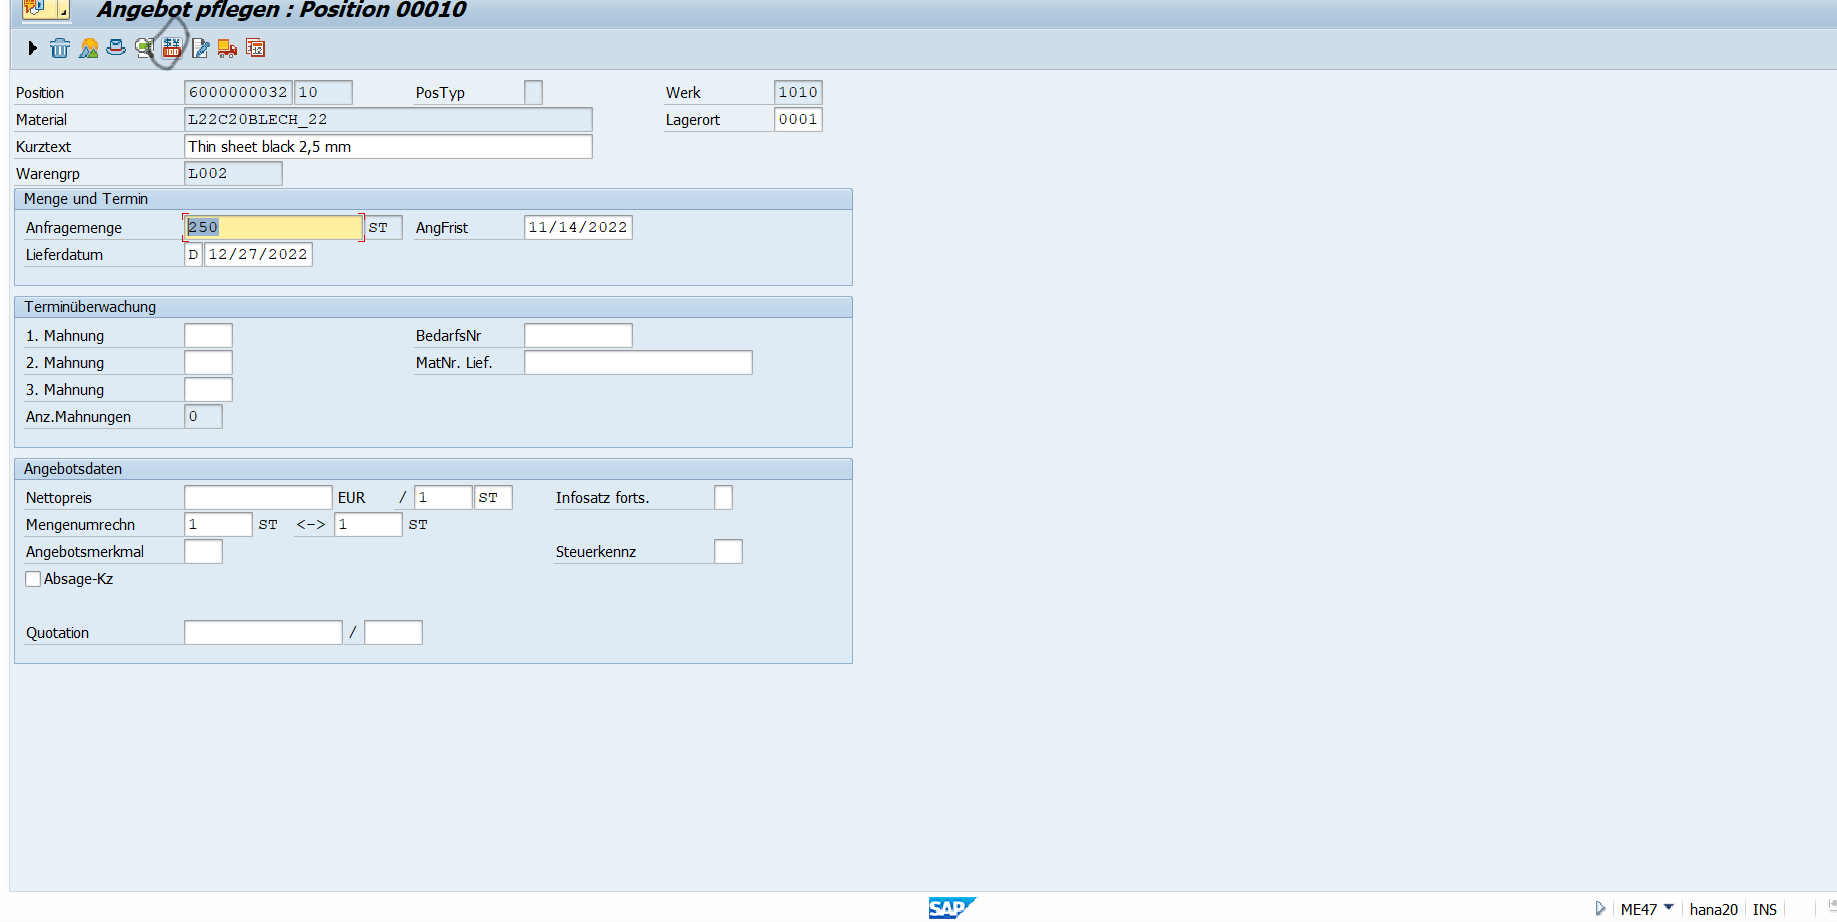 Angebot pflegen : Position 00010
Position 6000000032 10 PosTyp Werk 1010
Material L22C20BLECH_22 Lagerort 0001
Kurztext Thin sheet black 2,5 mm
Warengrp L002
Menge und Termin
Anfragemenge 250 ST AngFrist 11/14/2022
Lieferdatum D 12/27/2022
Terminüberwachung
1. Mahnung BedarfsNr
2. Mahnung MatNr. Lief.
3. Mahnung
Anz.Mahnungen 0
Angebotsdaten
Nettopreis EUR / 1 ST Infosatz forts.
Mengenumrechn 1 ST <-> 1 ST
Angebotsmerkmal Steuerkennz
Absage-Kz
Quotation /
SAP ME47 hana20 INS